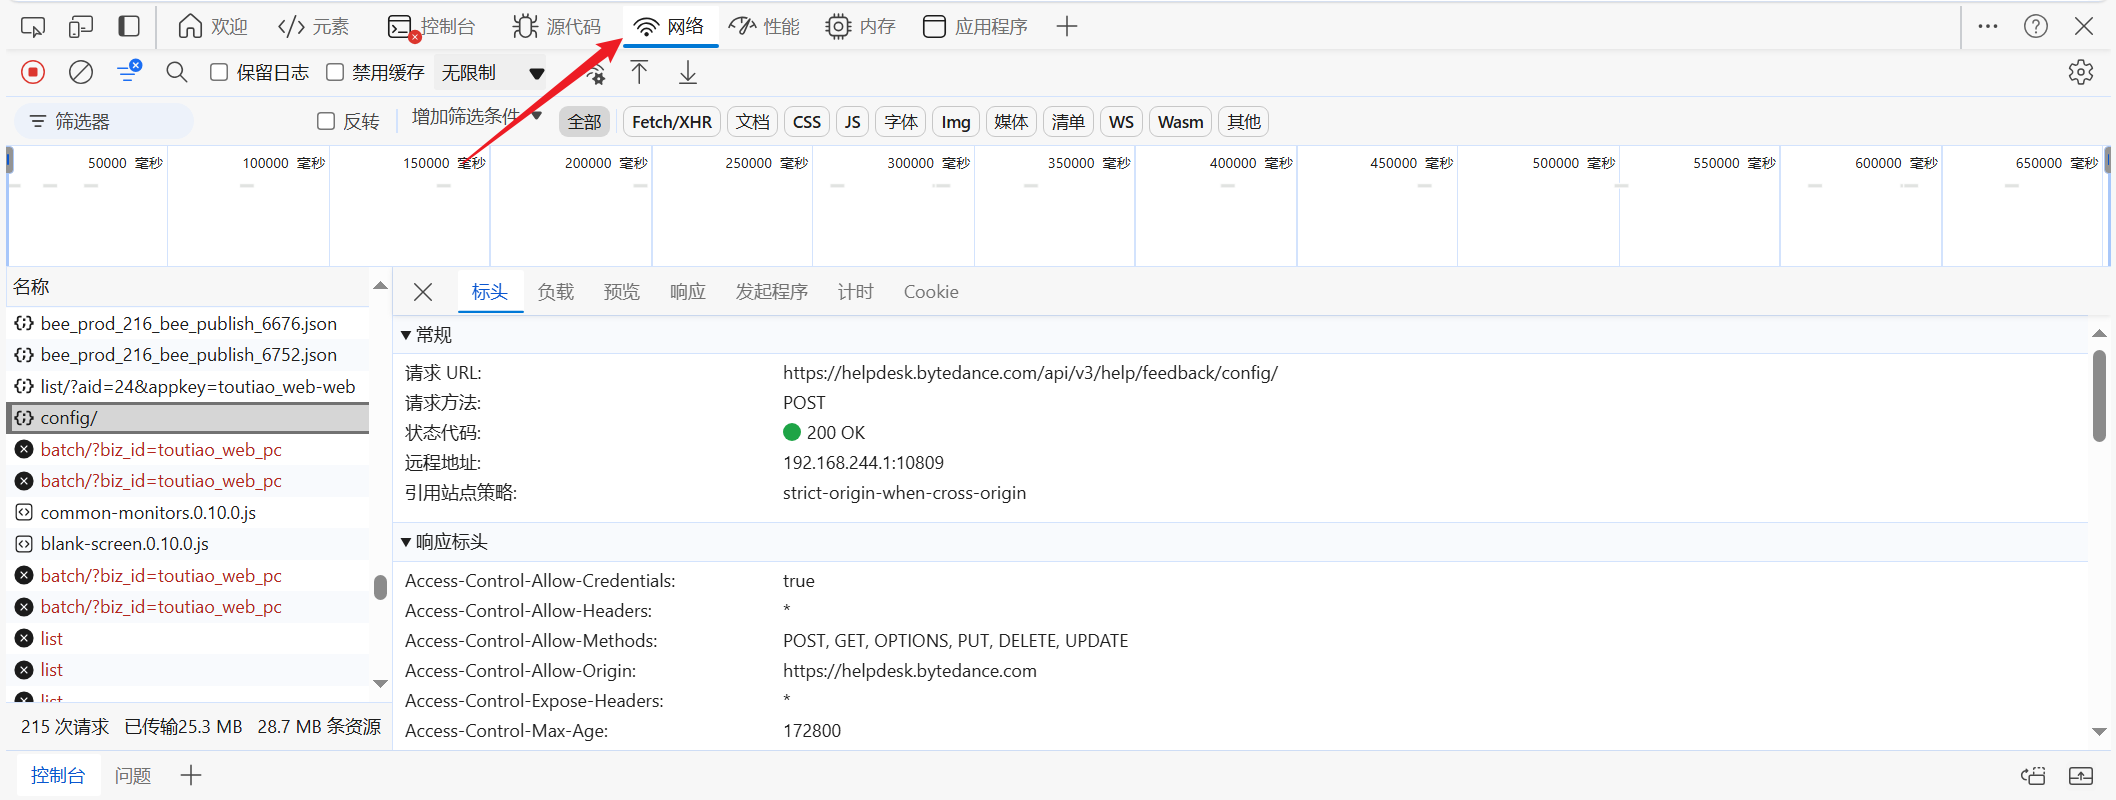 欢迎 元素 控制台 源代码 网络 性能 内存 应用程序
保留日志 禁用缓存 无限制
筛选器 反转 增加筛选条件 全部 Fetch/XHR 文档 CSS JS 字体 Img 媒体 清单 WS Wasm 其他
50000 毫秒 100000 毫秒 150000 毫秒 200000 毫秒 250000 毫秒 300000 毫秒 350000 毫秒 400000 毫秒 450000 毫秒 500000 毫秒 550000 毫秒 600000 毫秒 650000 毫秒
名称
bee_prod_216_bee_publish_6676.json
bee_prod_216_bee_publish_6752.json
list/?aid=24&appkey=toutiao_web-web
config/
batch/?biz_id=toutiao_web_pc
batch/?biz_id=toutiao_web_pc
common-monitors.0.10.0.js
blank-screen.0.10.0.js
batch/?biz_id=toutiao_web_pc
batch/?biz_id=toutiao_web_pc
list
list
list
215 次请求 已传输25.3 MB 28.7 MB 条资源
标头 负载 预览 响应 发起程序 计时 Cookie
常规
请求 URL: https://helpdesk.bytedance.com/api/v3/help/feedback/config/
请求方法: POST
状态代码: 200 OK
远程地址: 192.168.244.1:10809
引用站点策略: strict-origin-when-cross-origin
响应标头
Access-Control-Allow-Credentials: true
Access-Control-Allow-Headers: *
Access-Control-Allow-Methods: POST, GET, OPTIONS, PUT, DELETE, UPDATE
Access-Control-Allow-Origin: https://helpdesk.bytedance.com
Access-Control-Expose-Headers: *
Access-Control-Max-Age: 172800
控制台 问题